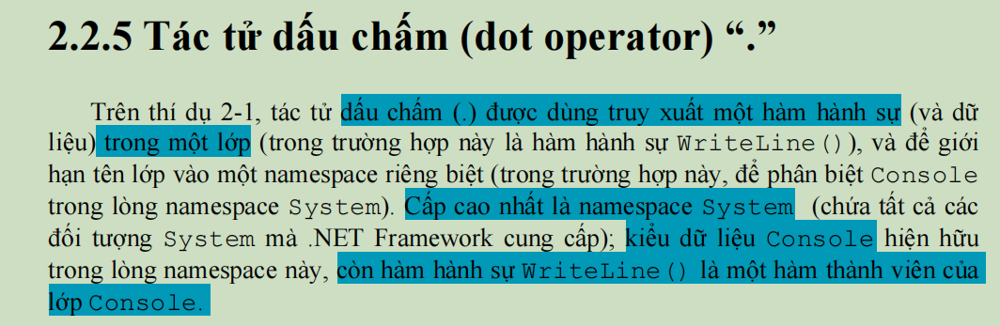 2.2.5 Tác tử dấu chấm (dot operator) “.”
Trên thí dụ 2-1, tác tử dấu chấm (.) được dùng truy xuất một hàm hành sự (và dữ
liệu) trong một lớp (trong trường hợp này là hàm hành sự WriteLine()), và để giới
hạn tên lớp vào một namespace riêng biệt (trong trường hợp này, để phân biệt Console
trong lòng namespace System). Cấp cao nhất là namespace System (chứa tất cả các
đối tượng System mà .NET Framework cung cấp); kiểu dữ liệu Console hiện hữu
trong lòng namespace này, còn hàm hành sự WriteLine() là một hàm thành viên của
lớp Console.